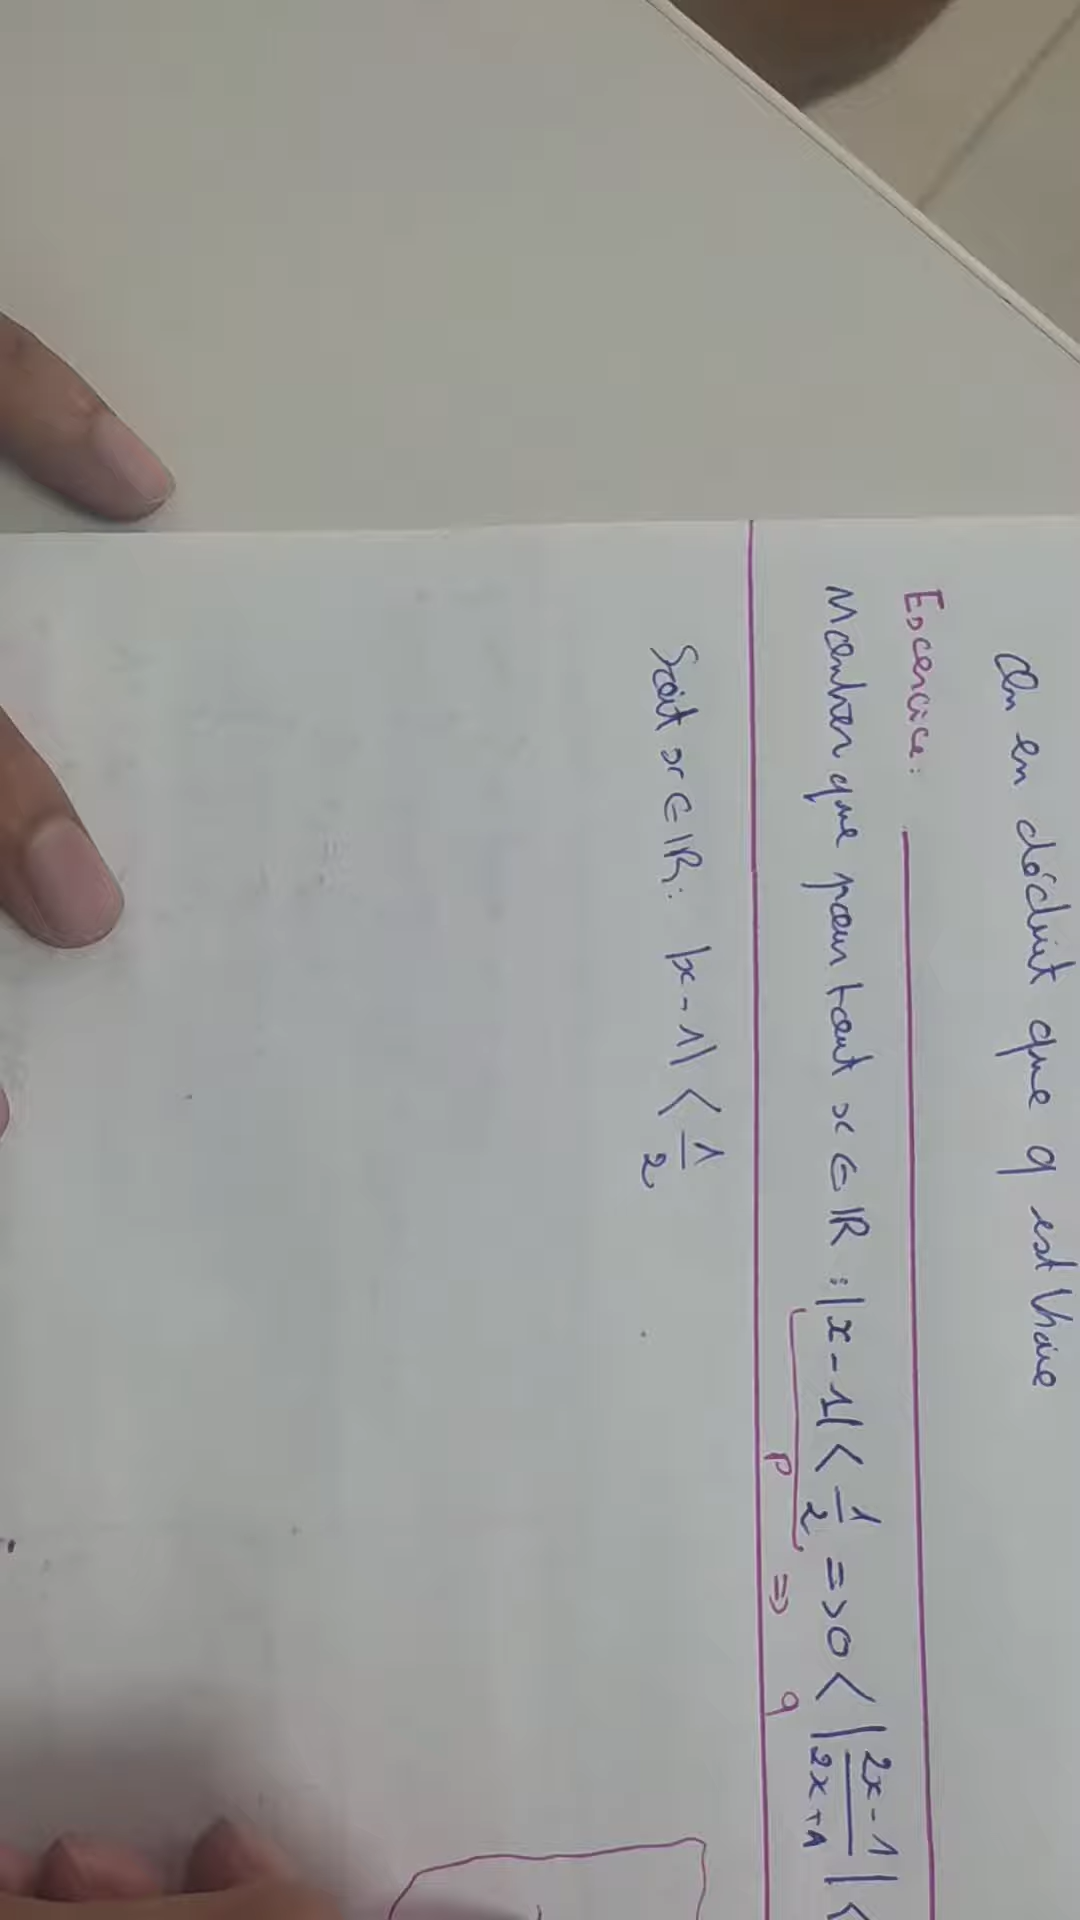 On en déduit que q est Vraie
Exercice:
Montrer que pour tout x ∈ ℝ : |x - 1| < 1/2 => 0 < |2x - 1 / 2x + 1| <
p => q
Soit x ∈ ℝ: |x - 1| < 1/2